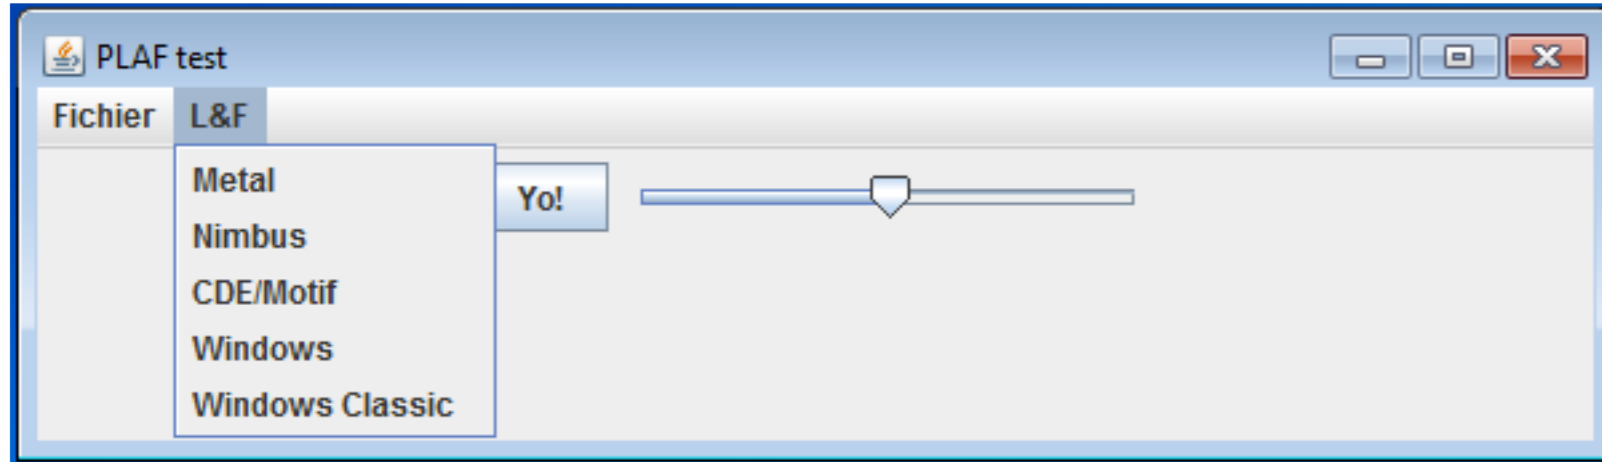 PLAF test
Fichier L&F
Metal
Yo!
Nimbus
CDE/Motif
Windows
Windows Classic